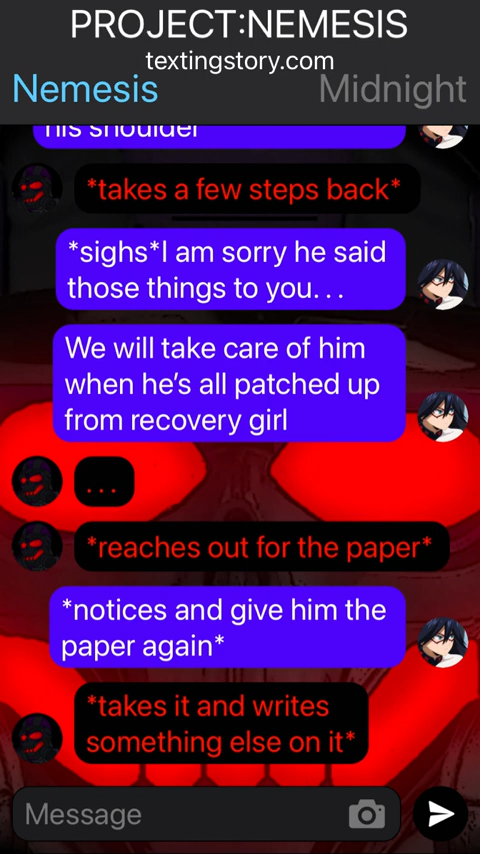 PROJECT:NEMESIS
textingstory.com
Nemesis
Midnight
his shoulder
*takes a few steps back*
*sighs*I am sorry he said
those things to you...
We will take care of him
when he’s all patched up
from recovery girl
...
*reaches out for the paper*
*notices and give him the
paper again*
*takes it and writes
something else on it*
Message